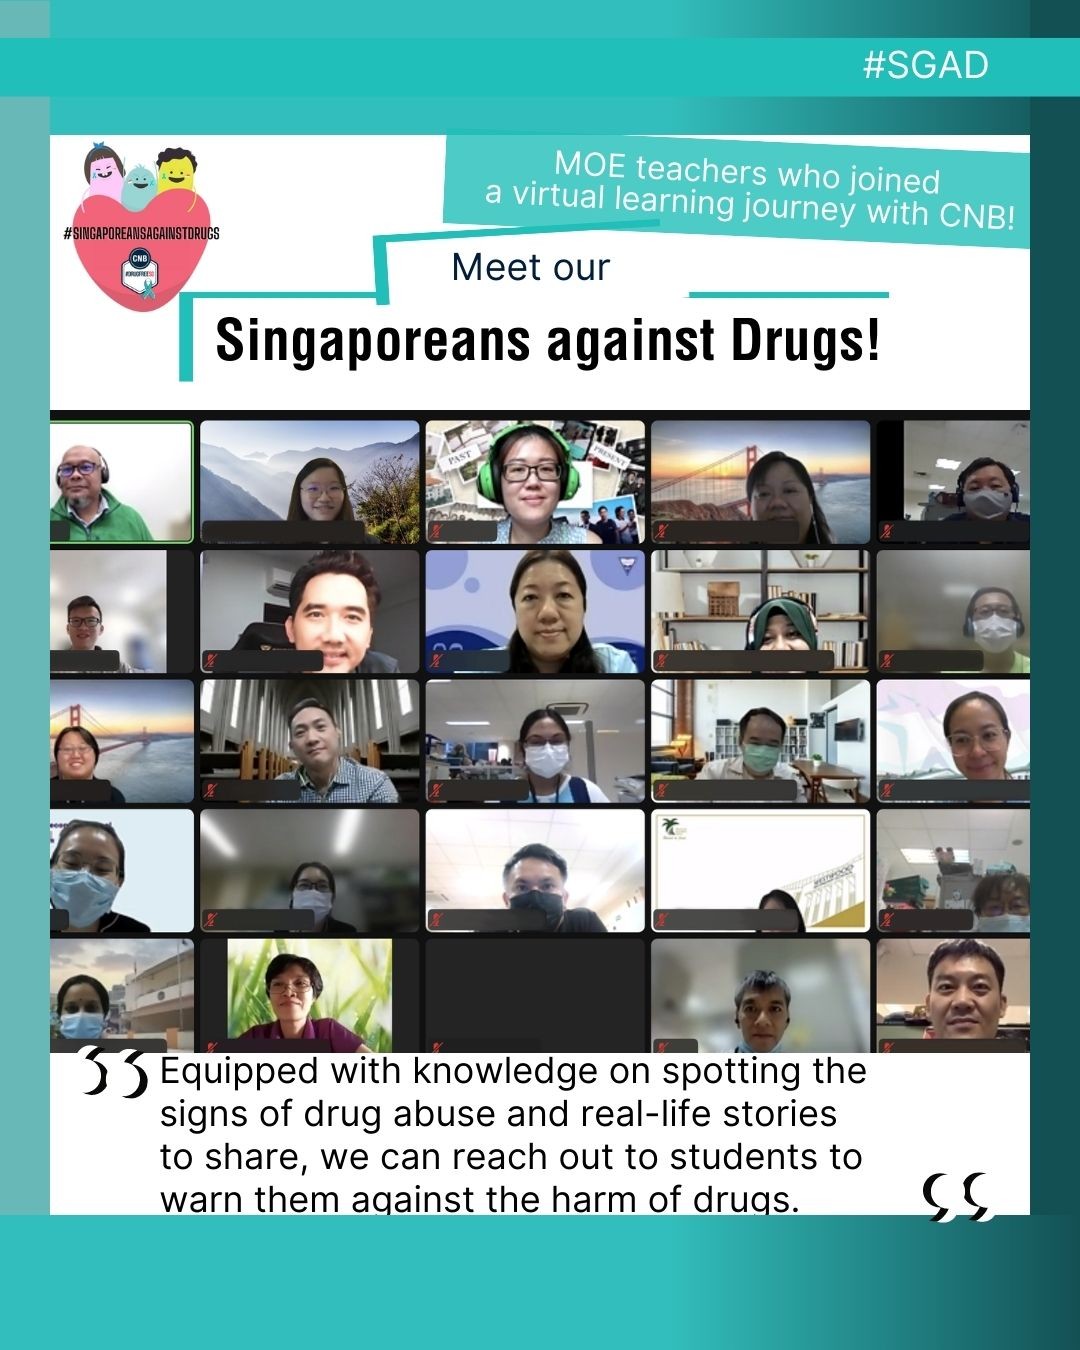 #SGAD
MOE teachers who joined
a virtual learning journey with CNB!
#SINGAPOREANSAGAINSTDRUGS
CNB
#DRUGFREESG
Meet our
Singaporeans against Drugs!
PAST
PRESENT
WESTWOOD
Equipped with knowledge on spotting the
signs of drug abuse and real-life stories
to share, we can reach out to students to
warn them against the harm of drugs.